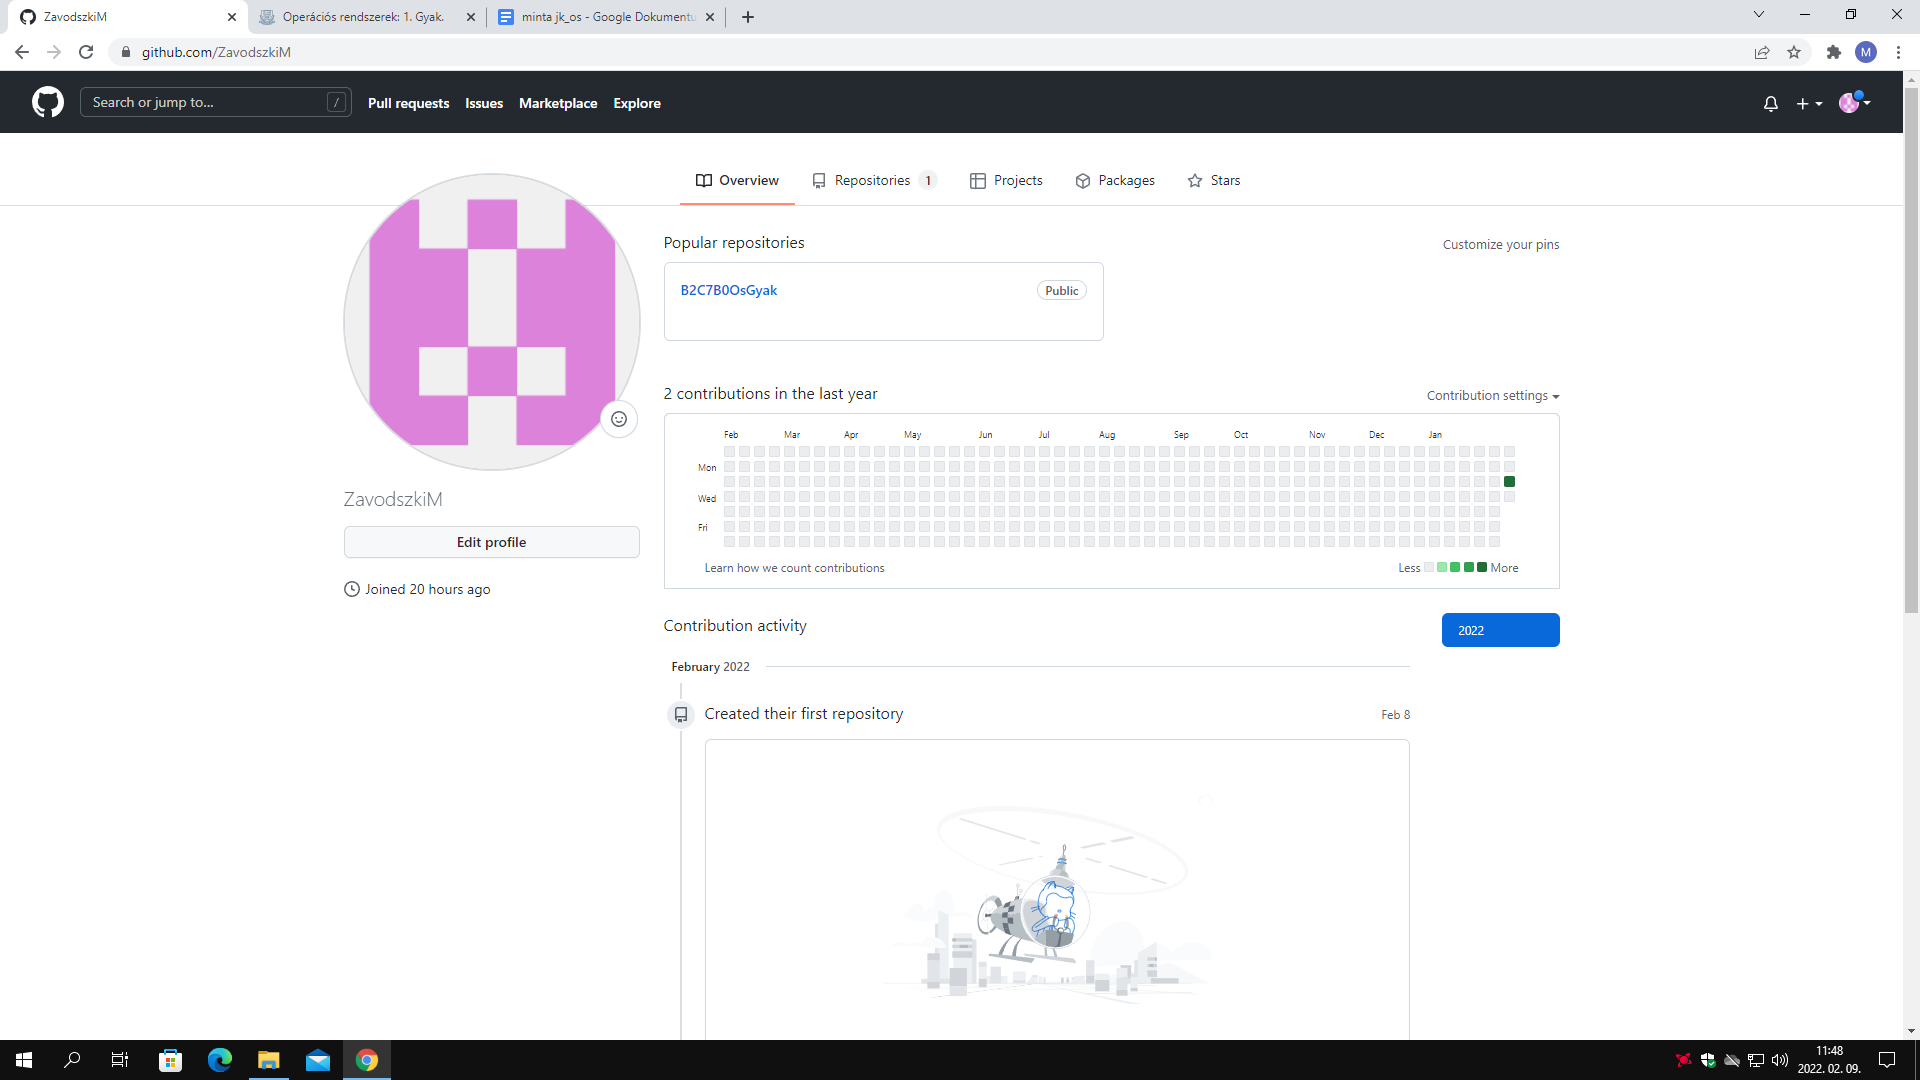 ZavodszkiM
Operációs rendszerek: 1. Gyak.
minta jk_os - Google Dokumentu
github.com/ZavodszkiM
M
Search or jump to...
/
Pull requests
Issues
Marketplace
Explore
Overview
Repositories 1
Projects
Packages
Stars
Popular repositories
Customize your pins
B2C7B0OsGyak
Public
2 contributions in the last year
Contribution settings
Feb Mar Apr May Jun Jul Aug Sep Oct Nov Dec Jan
Mon
Wed
Fri
Learn how we count contributions
Less
More
ZavodszkiM
Edit profile
Joined 20 hours ago
Contribution activity
2022
February 2022
Created their first repository
Feb 8
11:48
2022. 02. 09.